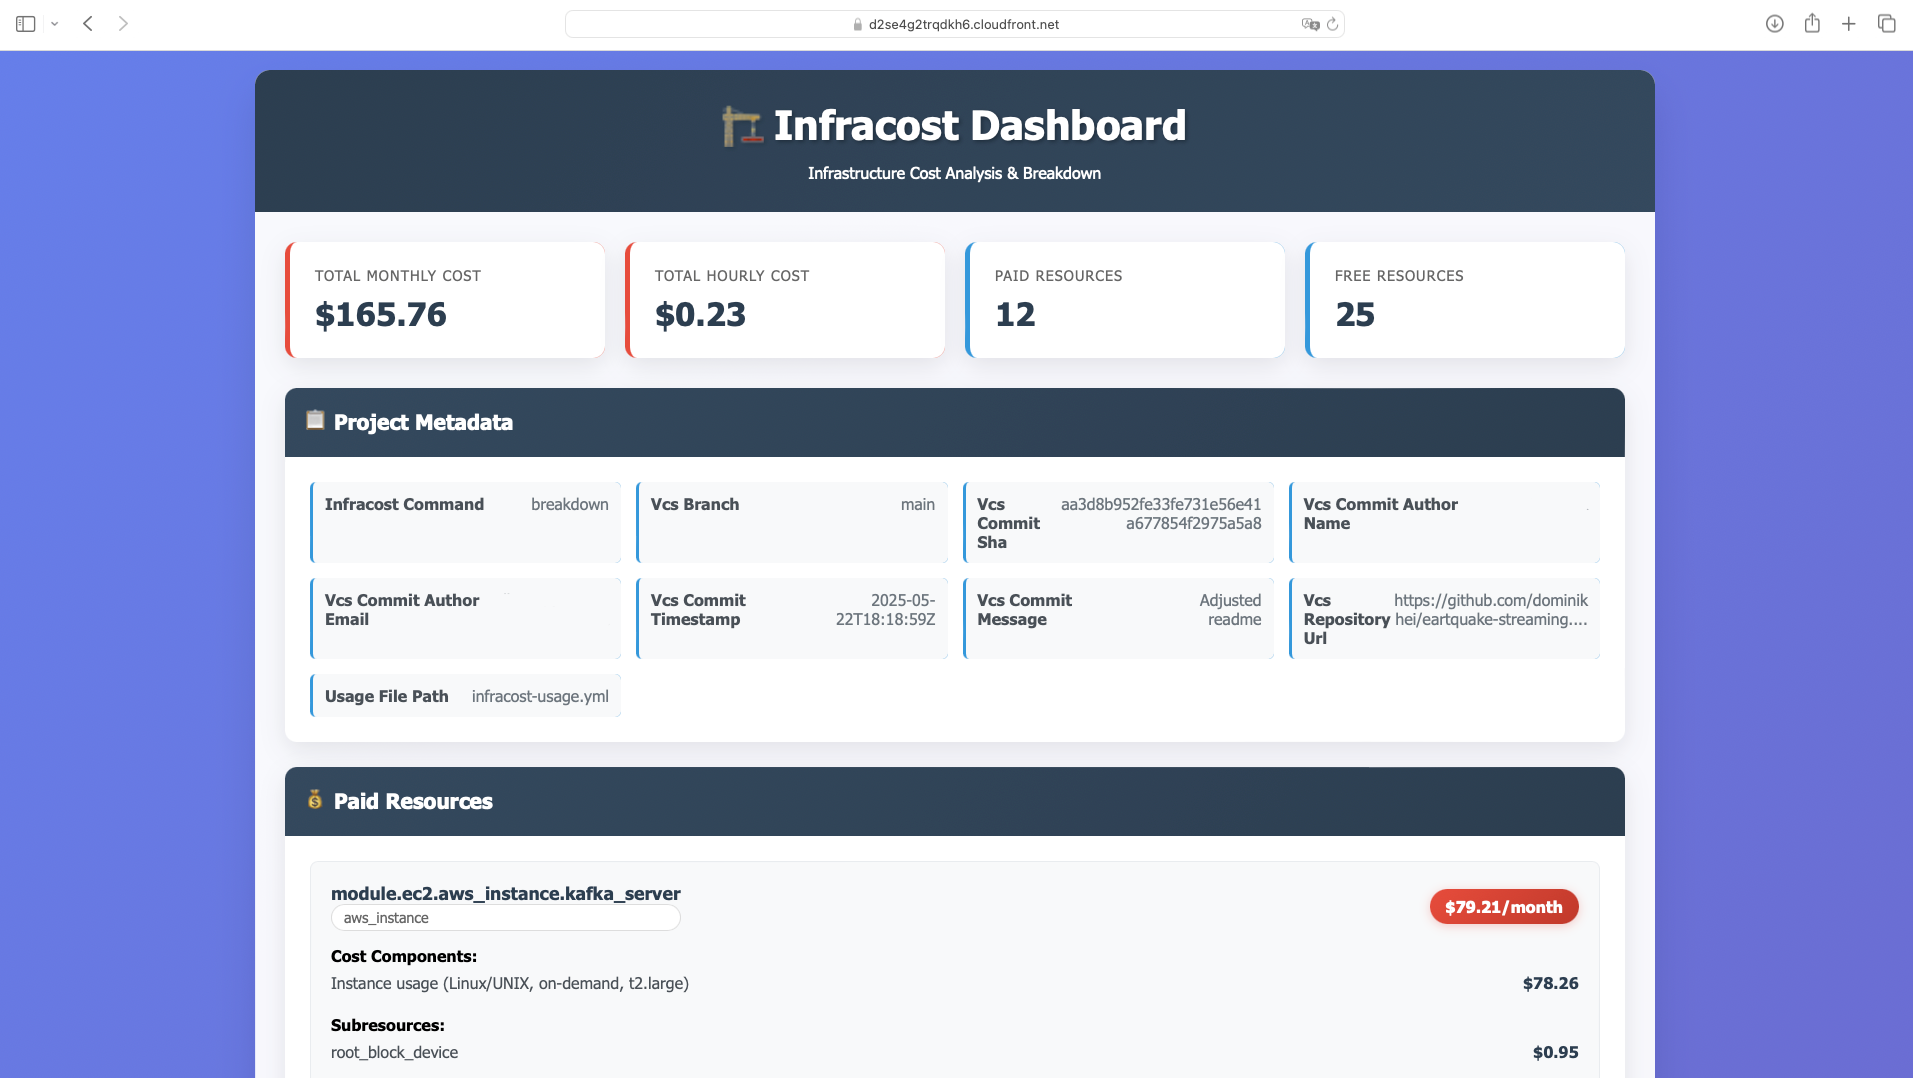 d2se4g2trqdkh6.cloudfront.net
Infracost Dashboard
Infrastructure Cost Analysis & Breakdown
TOTAL MONTHLY COST
$165.76
TOTAL HOURLY COST
$0.23
PAID RESOURCES
12
FREE RESOURCES
25
Project Metadata
Infracost Command
breakdown
Vcs Branch
main
Vcs
Commit
Sha
aa3d8b952fe33fe731e56e41
a677854f2975a5a8
Vcs Commit Author
Name
Vcs Commit Author
Email
Vcs Commit
Timestamp
2025-05-
22T18:18:59Z
Vcs Commit
Message
Adjusted
readme
Vcs
Repository
Url
https://github.com/dominik
hei/eartquake-streaming....
Usage File Path
infracost-usage.yml
Paid Resources
module.ec2.aws_instance.kafka_server
aws_instance
$79.21/month
Cost Components:
Instance usage (Linux/UNIX, on-demand, t2.large)
$78.26
Subresources:
root_block_device
$0.95